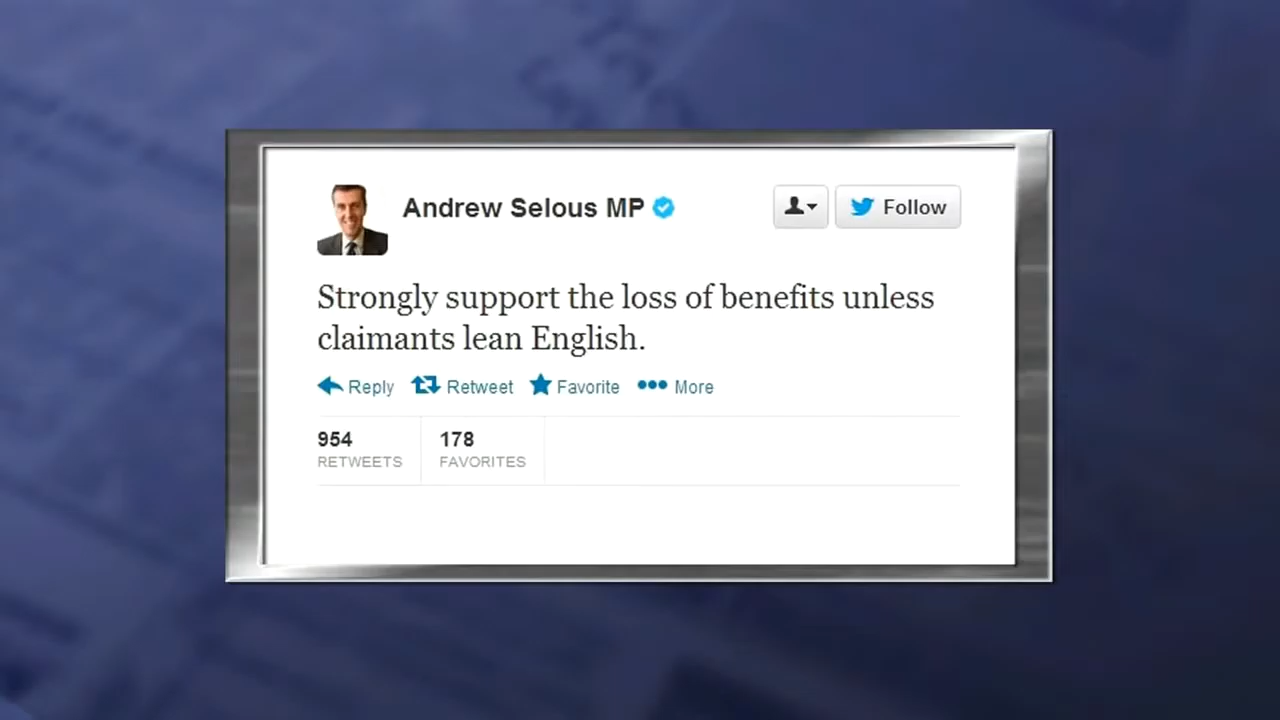 Andrew Selous MP
Follow
Strongly support the loss of benefits unless
claimants lean English.
Reply Retweet Favorite More
954 178
RETWEETS FAVORITES